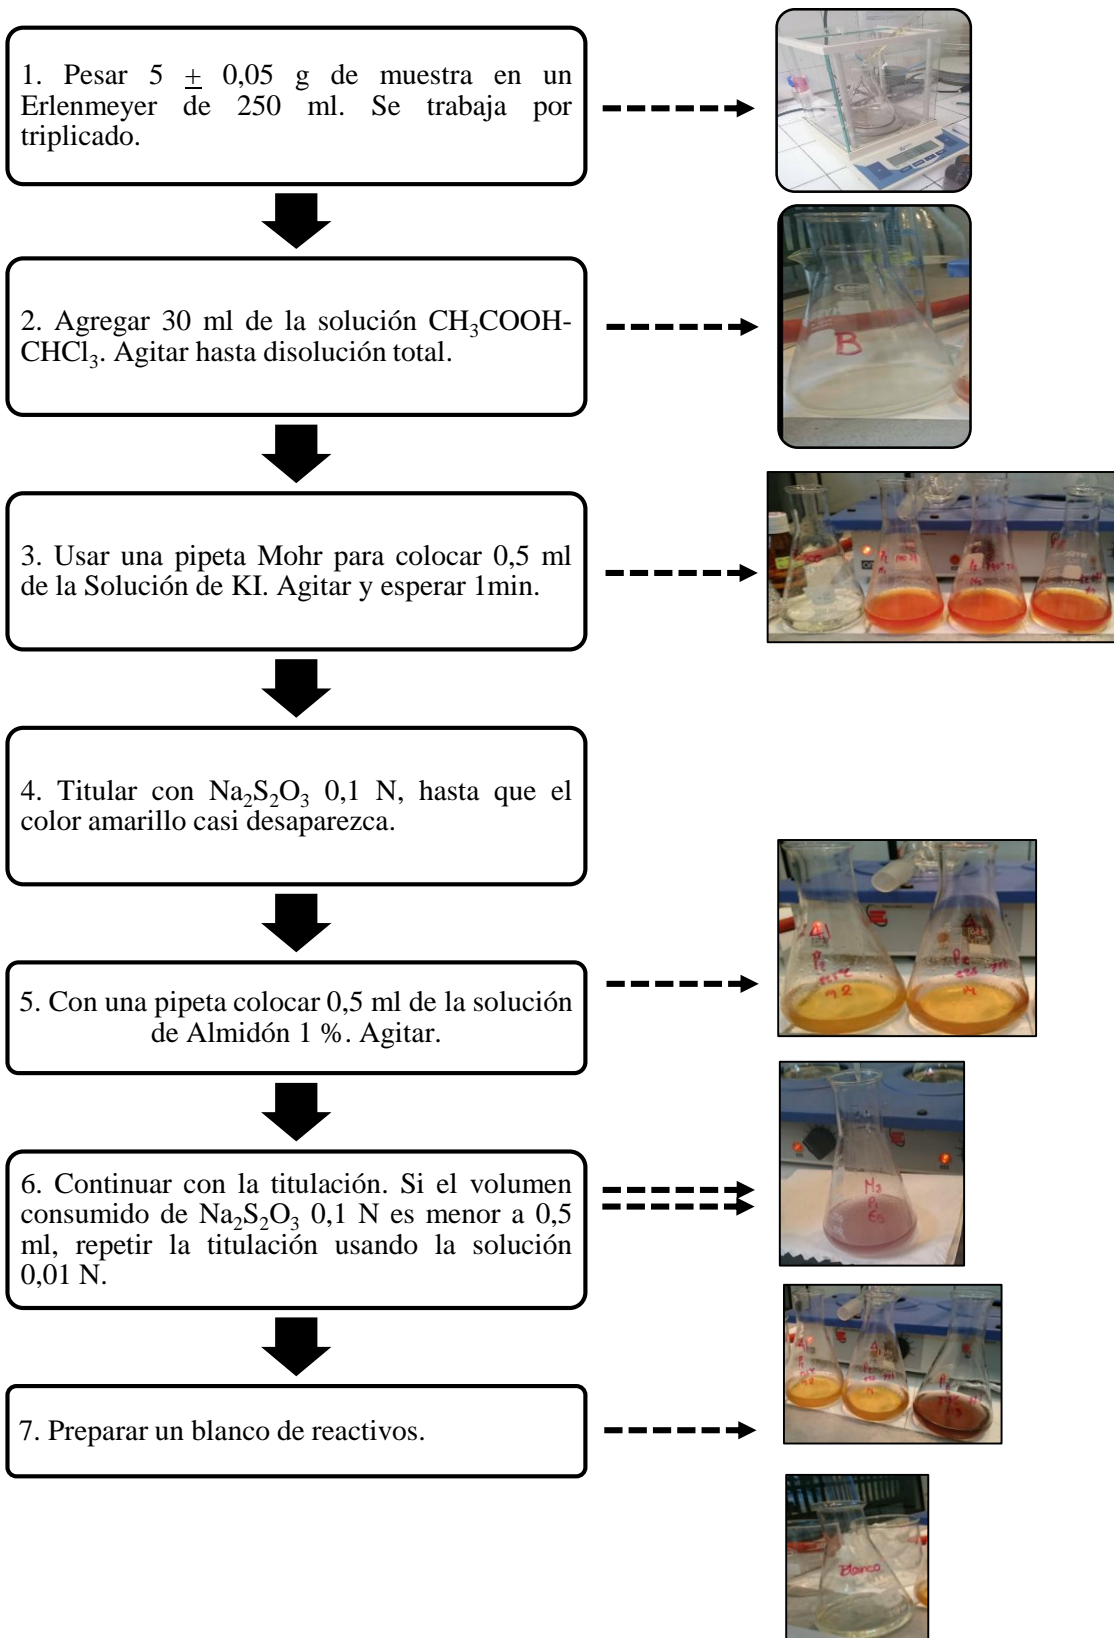 1. Pesar 5 ± 0,05 g de muestra en un
Erlenmeyer de 250 ml. Se trabaja por
triplicado.
2. Agregar 30 ml de la solución CH₃COOH-
CHCl₃. Agitar hasta disolución total.
B
3. Usar una pipeta Mohr para colocar 0,5 ml
de la Solución de KI. Agitar y esperar 1min.
4. Titular con Na₂S₂O₃ 0,1 N, hasta que el
color amarillo casi desaparezca.
5. Con una pipeta colocar 0,5 ml de la solución
de Almidón 1 %. Agitar.
6. Continuar con la titulación. Si el volumen
consumido de Na₂S₂O₃ 0,1 N es menor a 0,5
ml, repetir la titulación usando la solución
0,01 N.
7. Preparar un blanco de reactivos.
Blanco